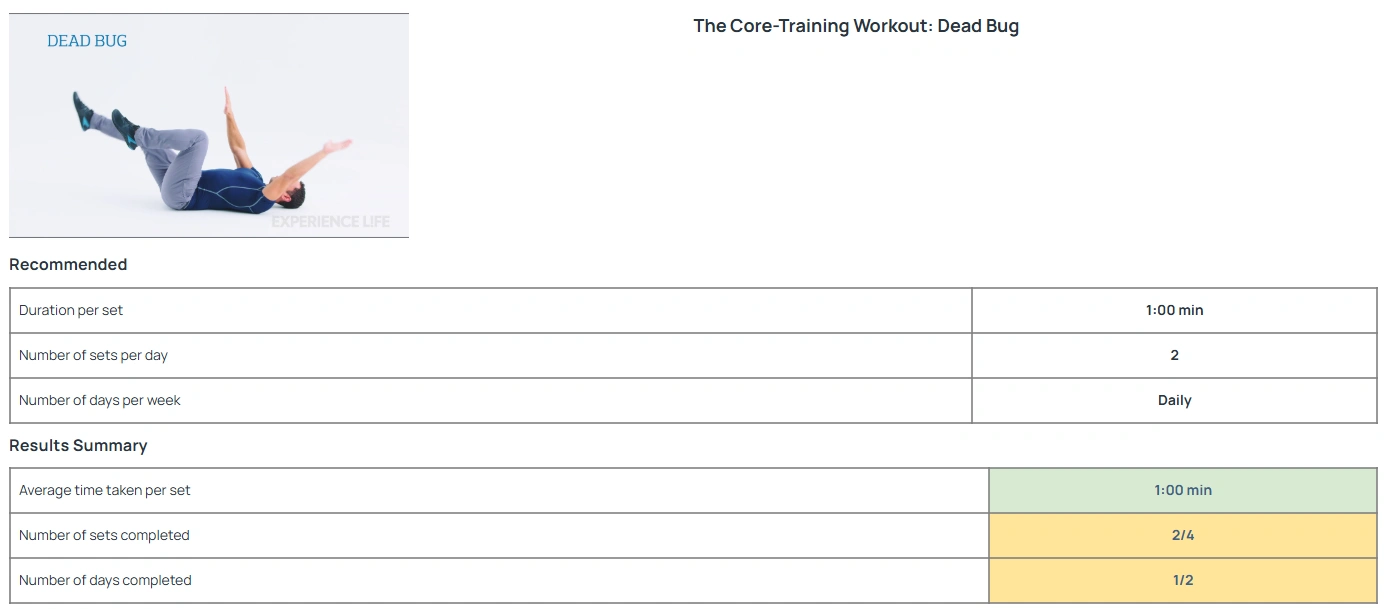 DEAD BUG
EXPERIENCE LIFE
The Core-Training Workout: Dead Bug
Recommended
Duration per set 1:00 min
Number of sets per day 2
Number of days per week Daily
Results Summary
Average time taken per set 1:00 min
Number of sets completed 2/4
Number of days completed 1/2